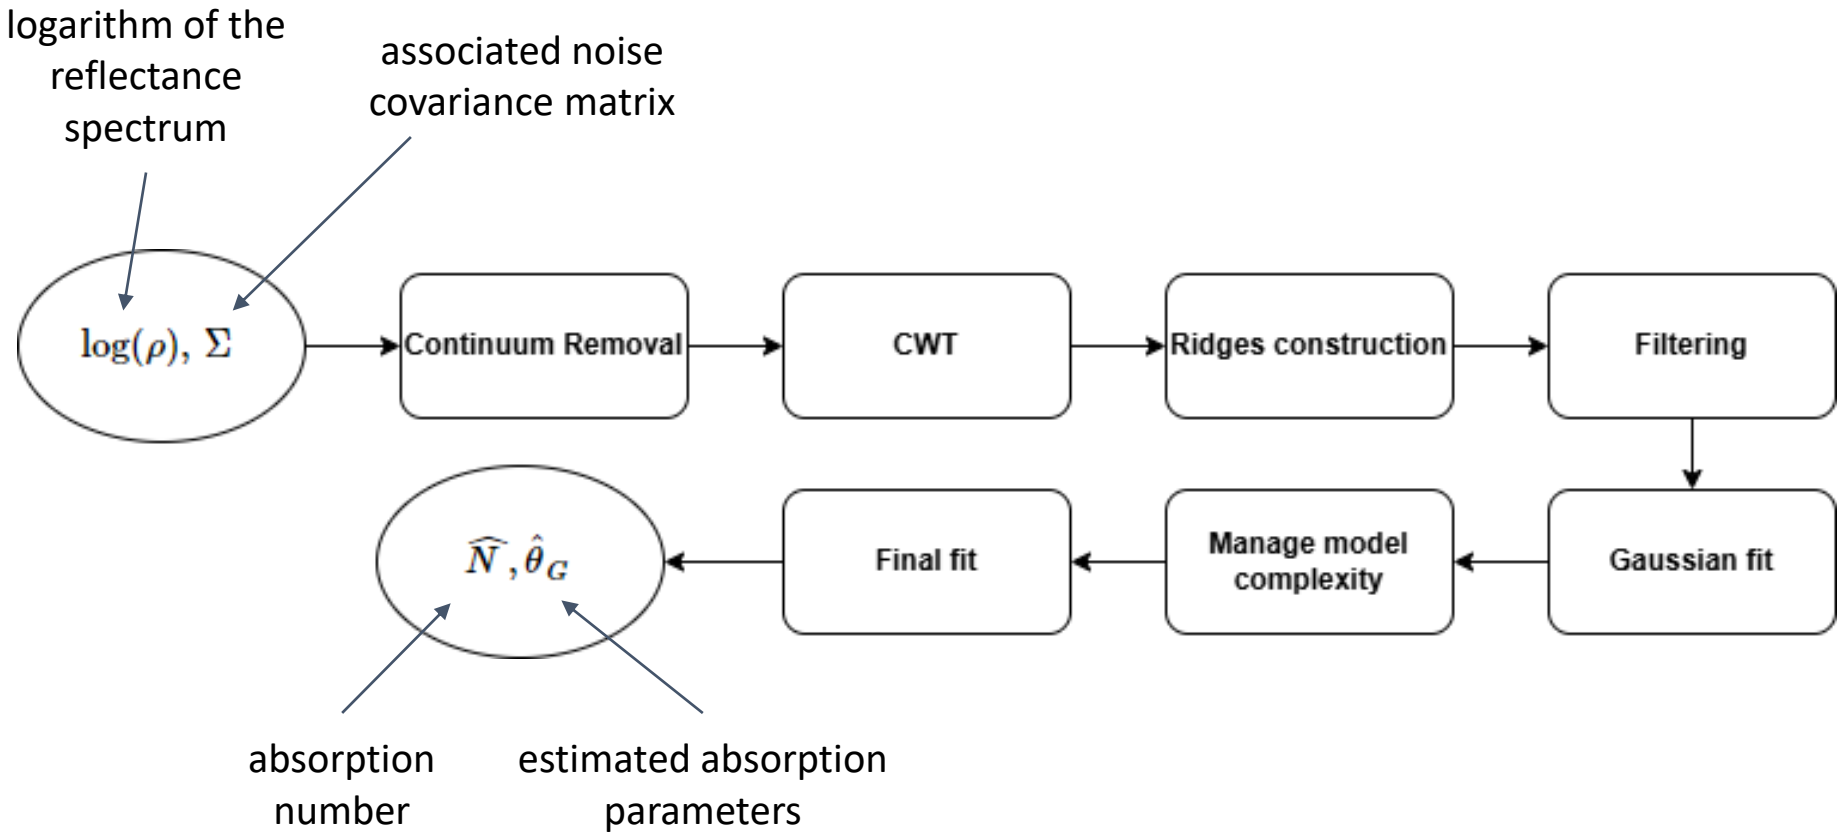 logarithm of the
reflectance
spectrum
associated noise
covariance matrix
log(ρ), Σ
Continuum Removal
CWT
Ridges construction
Filtering
Gaussian fit
Manage model
complexity
Final fit
N̂ , θ̂_G
absorption
number
estimated absorption
parameters